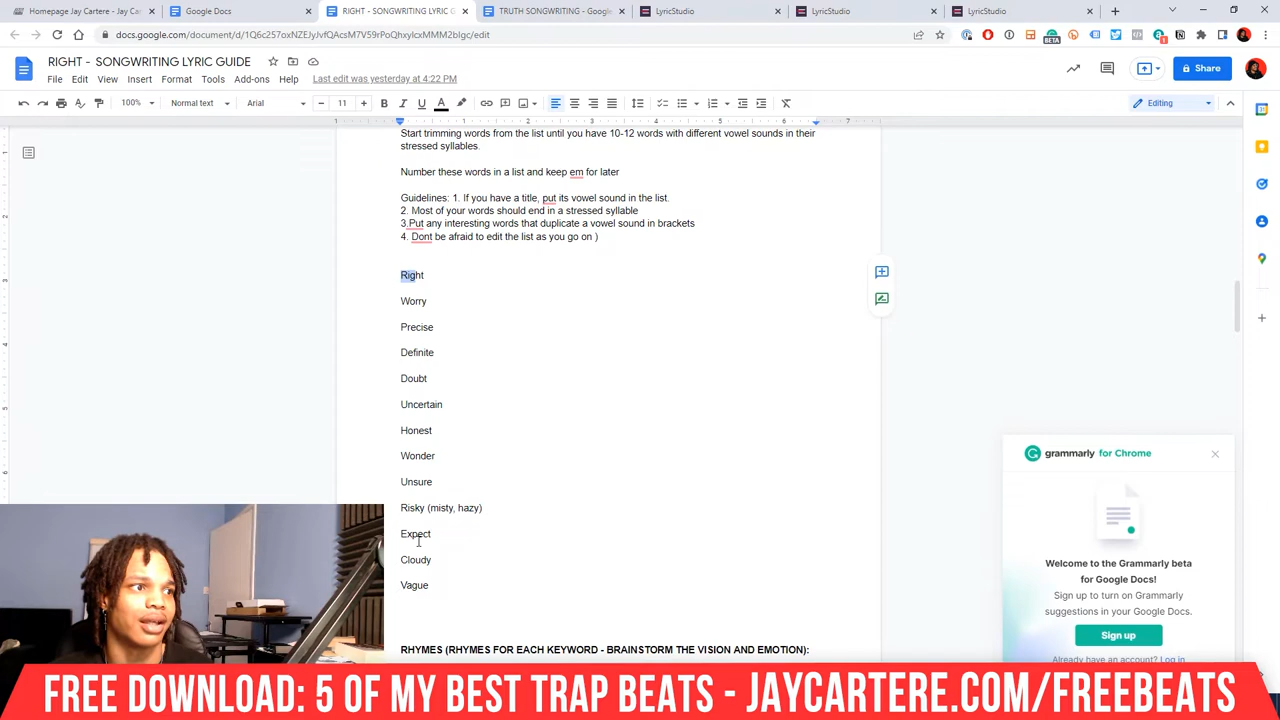 Homepage Jay Cartere - Jay Car
Google Docs
RIGHT - SONGWRITING LYRIC G
TRUTH SONGWRITING - Google
LyricStudio
LyricStudio
LyricStudio
RIGHT - SONGWRITING LYRIC GUIDE
File Edit View Insert Format Tools Add-ons Help Last edit was yesterday at 4:22 PM
Share
100% Normal text Arial 11
Editing
Start trimming words from the list until you have 10-12 words with different vowel sounds in their
stressed syllables.
Number these words in a list and keep em for later
Guidelines: 1. If you have a title, put its vowel sound in the list.
2. Most of your words should end in a stressed syllable
3.Put any interesting words that duplicate a vowel sound in brackets
4. Dont be afraid to edit the list as you go on )
Right
Worry
Precise
Definite
Doubt
Uncertain
Honest
Wonder
Unsure
Risky (misty, hazy)
Expect
Cloudy
Vague
RHYMES (RHYMES FOR EACH KEYWORD - BRAINSTORM THE VISION AND EMOTION):
grammarly for Chrome
Welcome to the Grammarly beta
for Google Docs!
Sign up to turn on Grammarly
suggestions in your Google Docs.
Sign up
Already have an account? Log in
FREE DOWNLOAD: 5 OF MY BEST TRAP BEATS - JAYCARTERE.COM/FREEBEATS